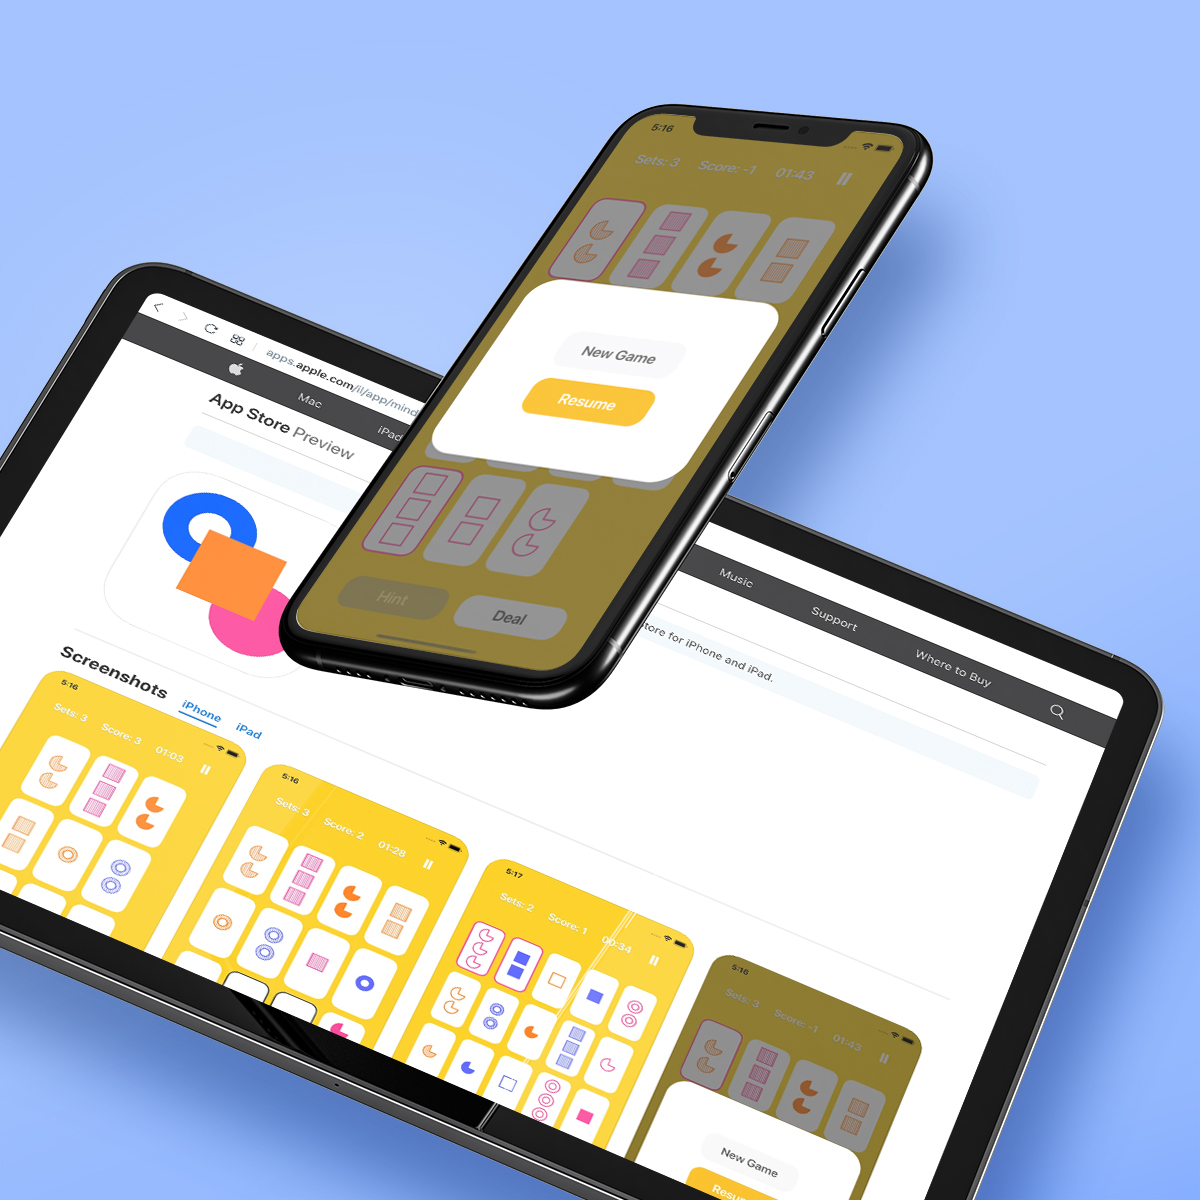 5:16
Sets: 3 Score: -1 01:43
New Game
Resume
Hint
Deal
apps.apple.com/il/app/mind
Mac
iPad
Music
Support
Where to Buy
App Store Preview
tore for iPhone and iPad.
Screenshots
iPhone
iPad
5:16
Sets: 3 Score: 3 01:03
5:16
Sets: 3 Score: 2 01:28
5:17
Sets: 2 Score: 1 00:34
5:16
Sets: 3 Score: -1 01:43
New Game
Resum